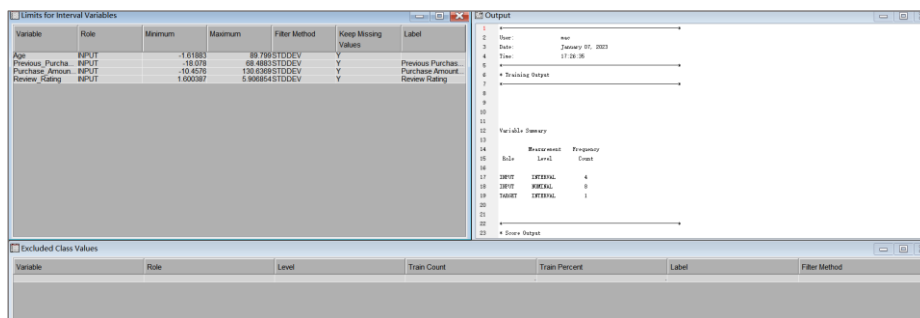 Limits for Interval Variables
Variable Role Minimum Maximum Filter Method Keep Missing Values Label
Age INPUT -1.61883 89.799 STDDEV Y
Previous_Purcha... INPUT -18.078 68.4883 STDDEV Y Previous Purchas...
Purchase_Amoun... INPUT -10.4576 130.6369 STDDEV Y Purchase Amount...
Review_Rating INPUT 1.600387 5.996854 STDDEV Y Review Rating
Output
1 *
2 User:
3 Date: January 07, 2023
4 Time: 17:26:35
5 *
6 * Training Output
7 *
8
9
10
11
12 Variable Summary
13
14 Measurement Frequency
15 Role Level Count
16
17 INPUT INTERVAL 4
18 INPUT NOMINAL 8
19 TARGET INTERVAL 1
20
21
22 *
23 * Score Output
Excluded Class Values
Variable Role Level Train Count Train Percent Label Filter Method